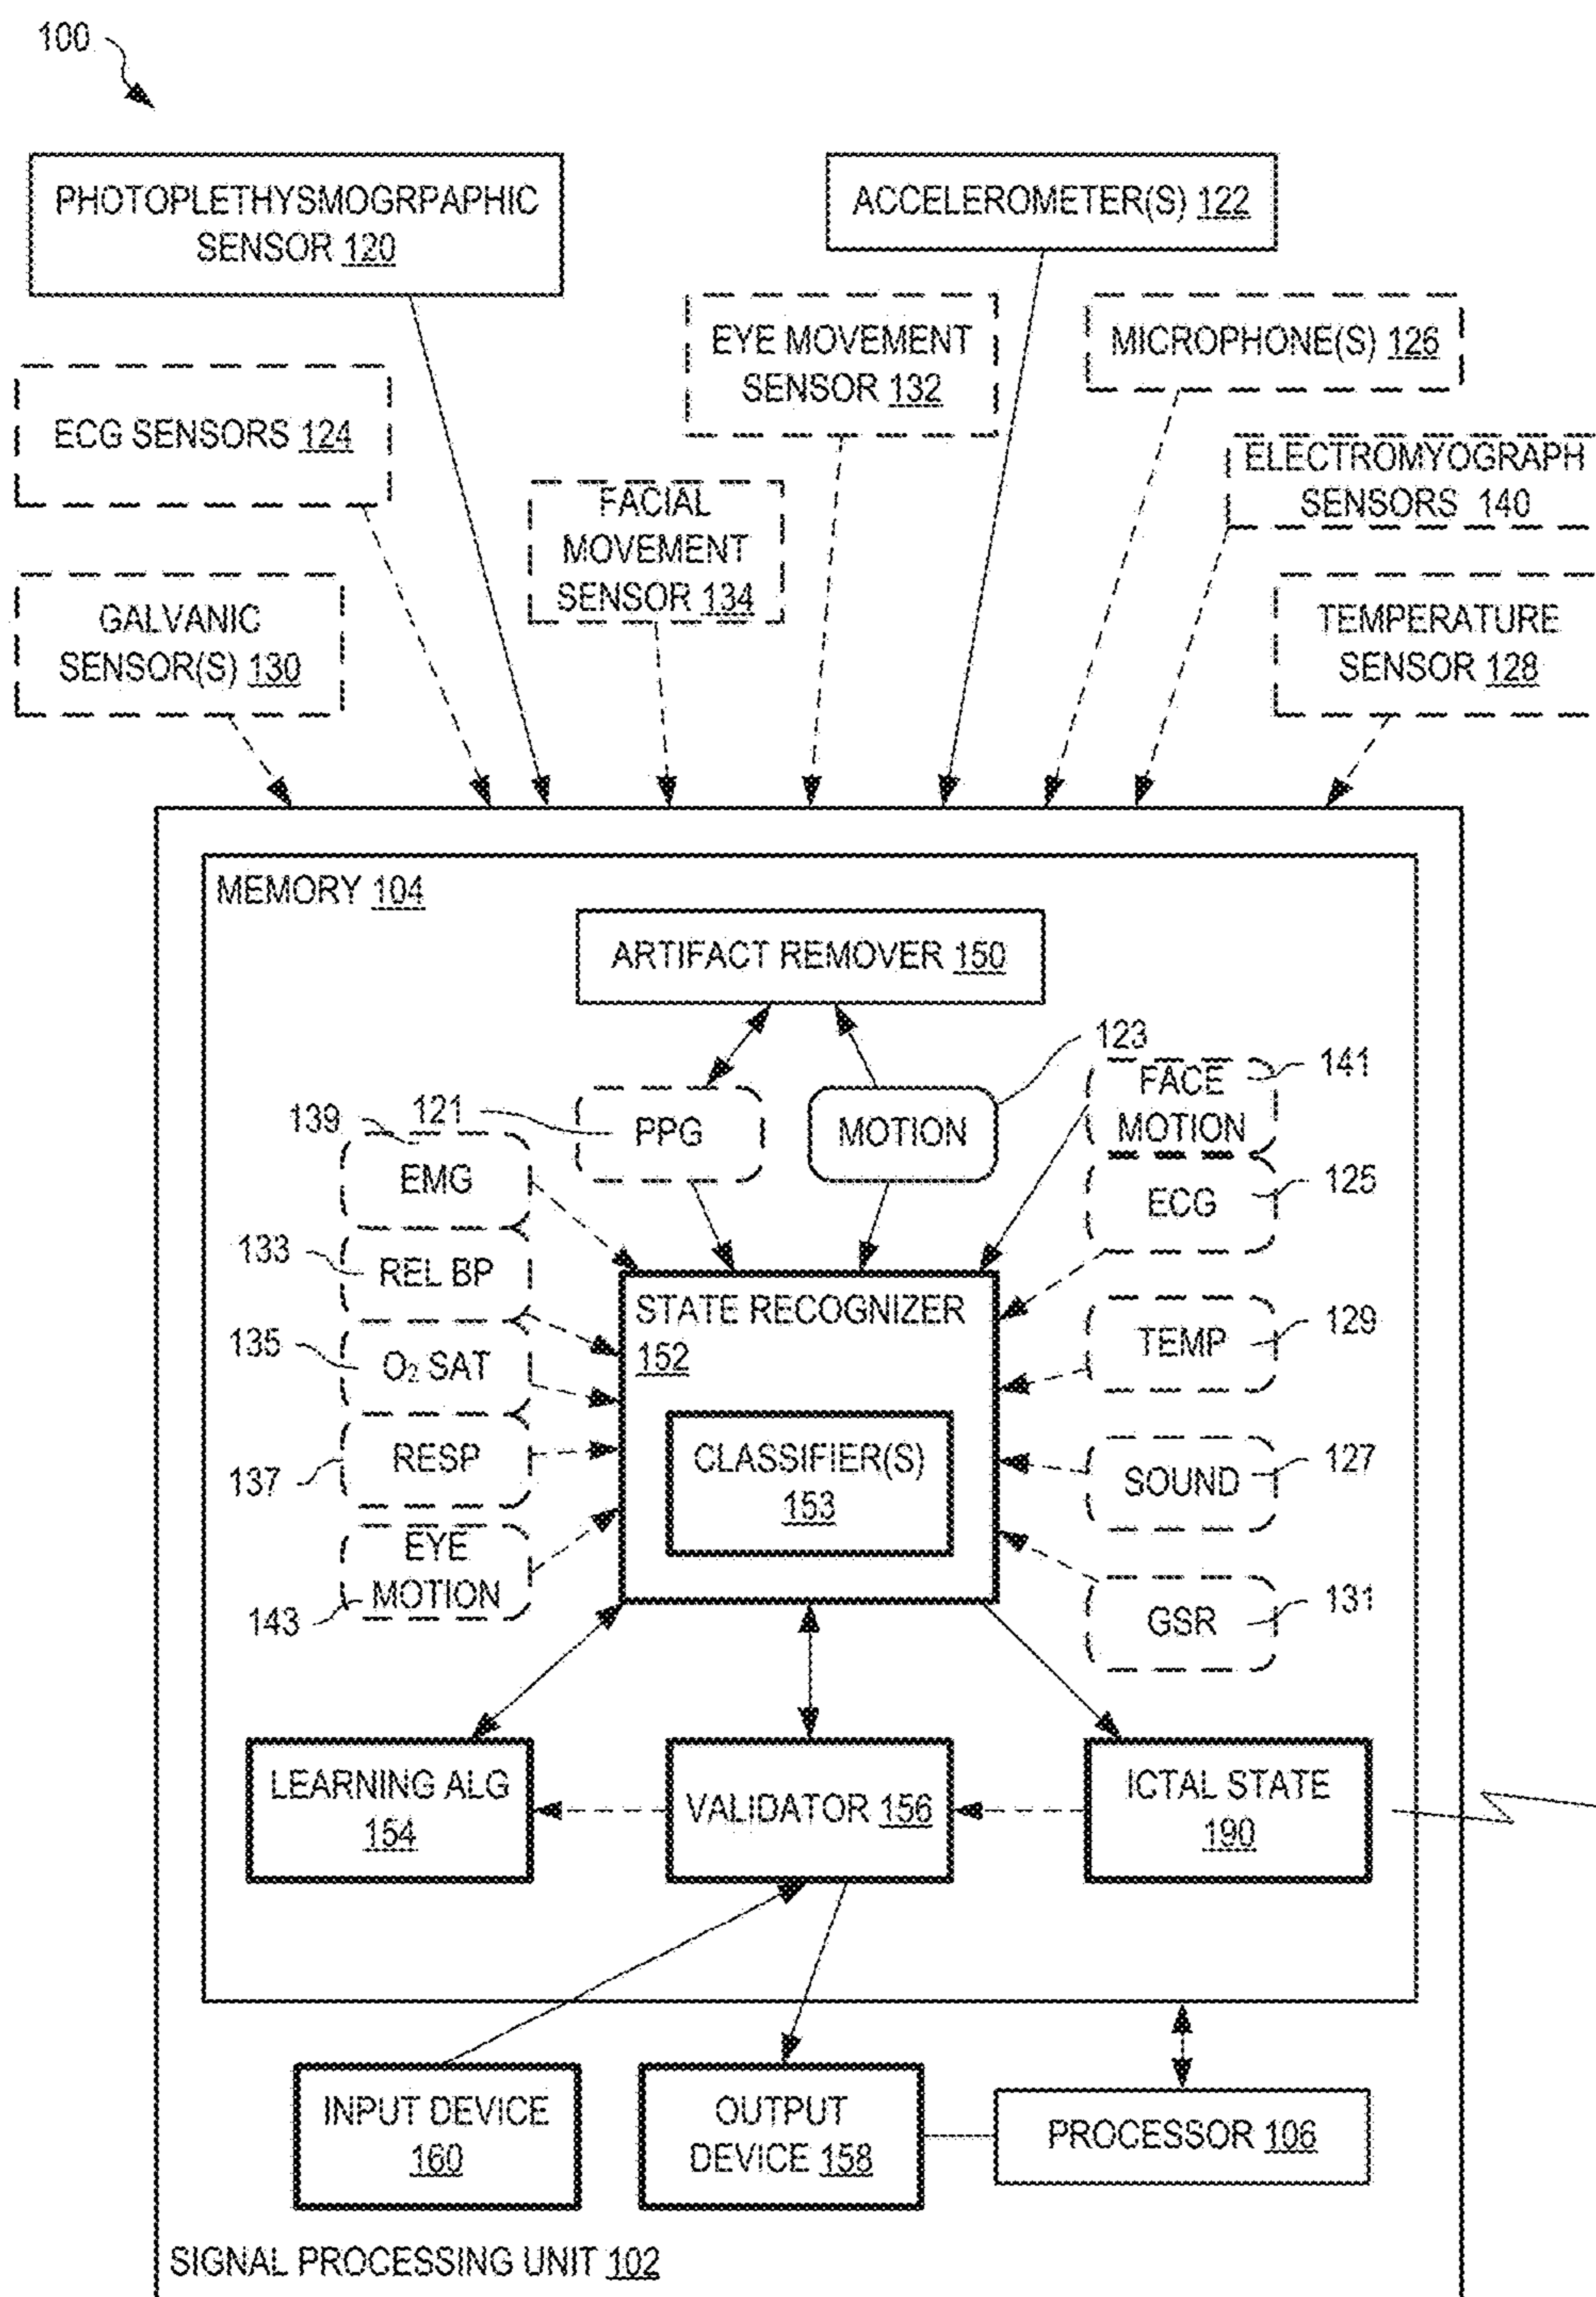 100
PHOTOPLETHYSMOGRPAPHIC
SENSOR 120
ACCELEROMETER(S) 122
EYE MOVEMENT
SENSOR 132
MICROPHONE(S) 126
ECG SENSORS 124
ELECTROMYOGRAPH
SENSORS 140
FACIAL
MOVEMENT
SENSOR 134
GALVANIC
SENSOR(S) 130
TEMPERATURE
SENSOR 128
MEMORY 104
ARTIFACT REMOVER 150
123
141
FACE
MOTION
121
139
PPG
MOTION
EMG
125
ECG
133
REL BP
STATE RECOGNIZER
152
129
TEMP
135
O₂ SAT
CLASSIFIER(S)
153
127
SOUND
137
RESP
EYE
MOTION
143
131
GSR
LEARNING ALG
154
VALIDATOR 156
ICTAL STATE
190
INPUT DEVICE
160
OUTPUT
DEVICE 158
PROCESSOR 106
SIGNAL PROCESSING UNIT 102